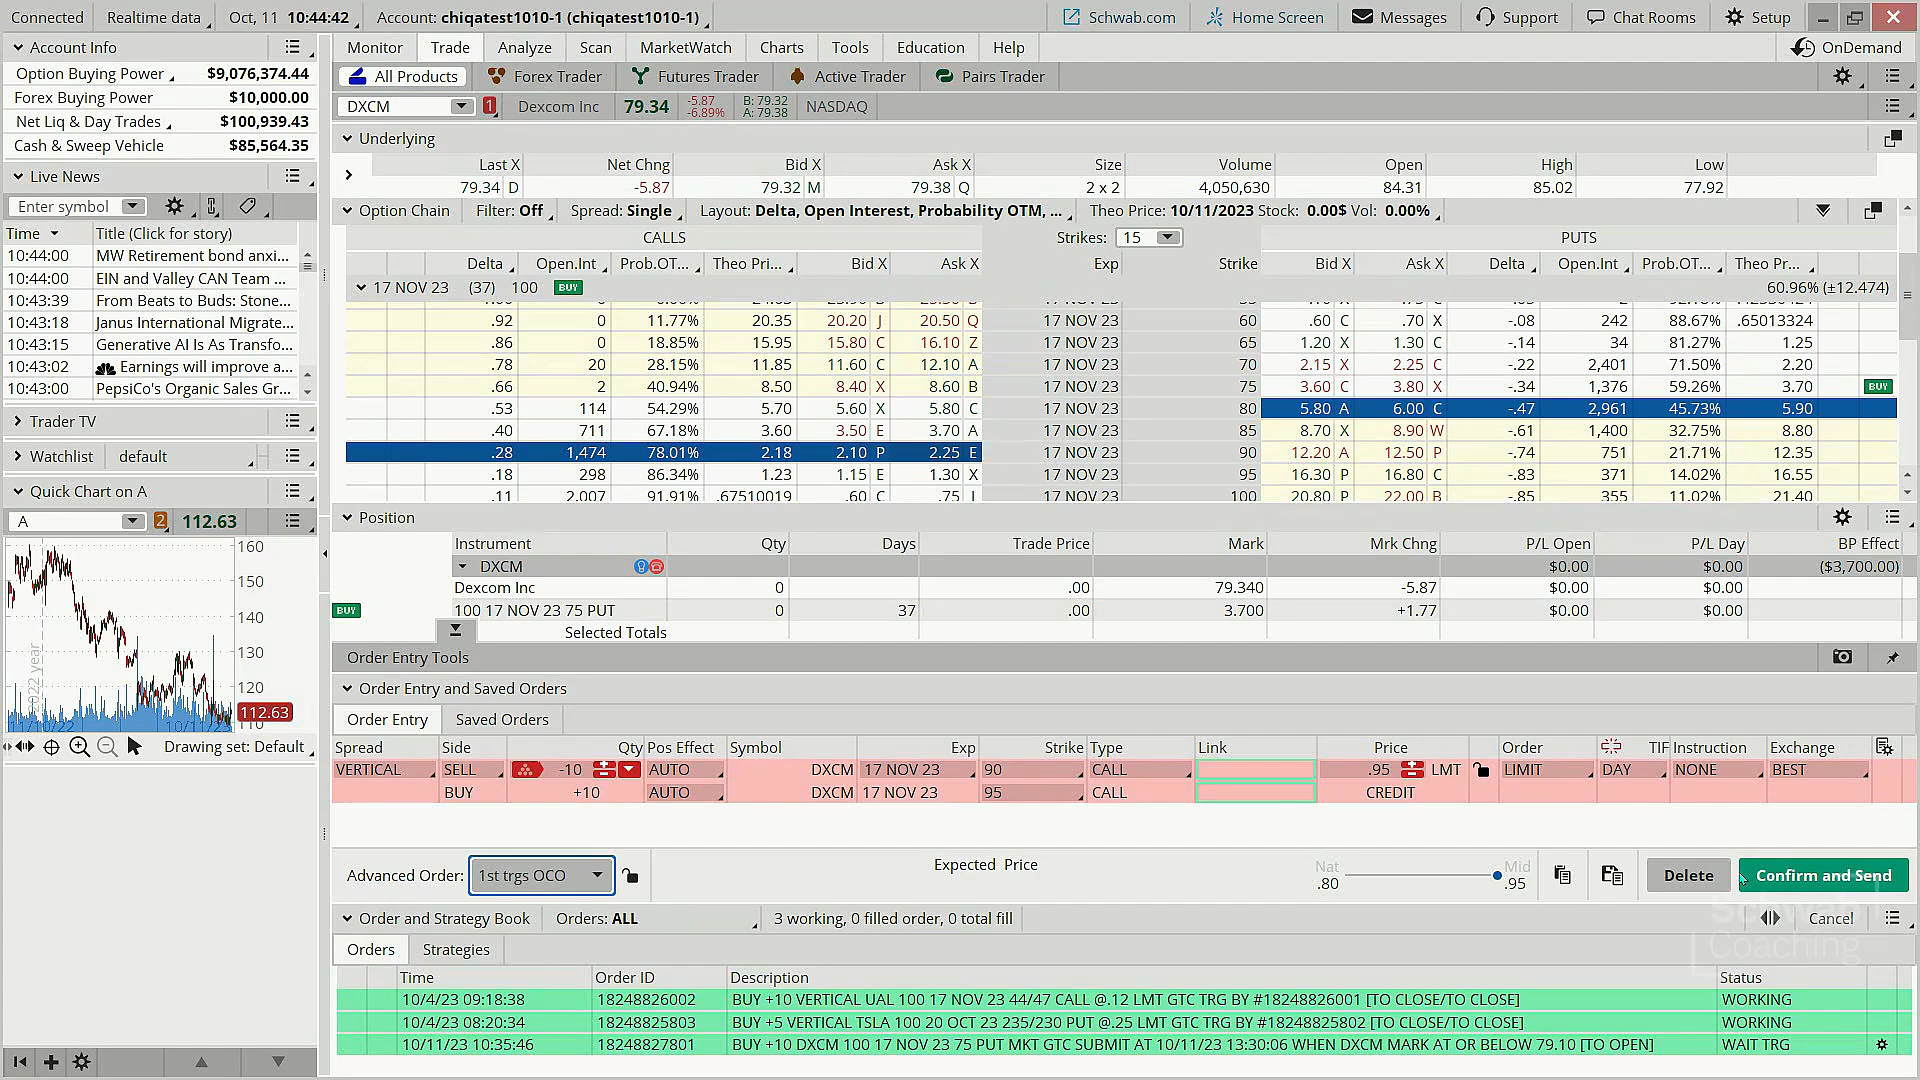 Connected Realtime data Oct, 11 10:44:42 Account: chiqatest1010-1 (chiqatest1010-1) Schwab.com Home Screen Messages Support Chat Rooms Setup
Account Info
Option Buying Power $9,076,374.44
Forex Buying Power $10,000.00
Net Liq & Day Trades $100,939.43
Cash & Sweep Vehicle $85,564.35
Live News
Enter symbol
Time Title (Click for story)
10:44:00 MW Retirement bond anxi...
10:44:00 EIN and Valley CAN Team ...
10:43:39 From Beats to Buds: Stone...
10:43:18 Janus International Migrate...
10:43:15 Generative AI Is As Transfo...
10:43:02 Earnings will improve a...
10:43:00 PepsiCo's Organic Sales Gr...
Trader TV
Watchlist default
Quick Chart on A
A 2 112.63
160
150
140
130
120
112.63
2022 year
11/10/22 10/11/23
Drawing set: Default
Monitor Trade Analyze Scan MarketWatch Charts Tools Education Help OnDemand
All Products Forex Trader Futures Trader Active Trader Pairs Trader
DXCM 1 Dexcom Inc 79.34 -5.87 -6.89% B: 79.32 A: 79.38 NASDAQ
Underlying
Last X Net Chng Bid X Ask X Size Volume Open High Low
79.34 D -5.87 79.32 M 79.38 Q 2 x 2 4,050,630 84.31 85.02 77.92
Option Chain Filter: Off Spread: Single Layout: Delta, Open Interest, Probability OTM, ... Theo Price: 10/11/2023 Stock: 0.00$ Vol: 0.00%
CALLS Strikes: 15 PUTS
Delta Open.Int Prob.OT... Theo Pri... Bid X Ask X Exp Strike Bid X Ask X Delta Open.Int Prob.OT... Theo Pr...
17 NOV 23 (37) 100 BUY 60.96% (±12.474)
.92 0 11.77% 20.35 20.20 J 20.50 Q 17 NOV 23 60 .60 C .70 X -.08 242 88.67% .65013324
.86 0 18.85% 15.95 15.80 C 16.10 Z 17 NOV 23 65 1.20 X 1.30 C -.14 34 81.27% 1.25
.78 20 28.15% 11.85 11.60 C 12.10 A 17 NOV 23 70 2.15 X 2.25 C -.22 2,401 71.50% 2.20
.66 2 40.94% 8.50 8.40 X 8.60 B 17 NOV 23 75 3.60 C 3.80 X -.34 1,376 59.26% 3.70 BUY
.53 114 54.29% 5.70 5.60 X 5.80 C 17 NOV 23 80 5.80 A 6.00 C -.47 2,961 45.73% 5.90
.40 711 67.18% 3.60 3.50 E 3.70 A 17 NOV 23 85 8.70 X 8.90 W -.61 1,400 32.75% 8.80
.28 1,474 78.01% 2.18 2.10 P 2.25 E 17 NOV 23 90 12.20 A 12.50 P -.74 751 21.71% 12.35
.18 298 86.34% 1.23 1.15 E 1.30 X 17 NOV 23 95 16.30 P 16.80 C -.83 371 14.02% 16.55
.11 2,007 91.91% .67510019 .60 C .75 I 17 NOV 23 100 20.80 P 22.00 B -.85 355 11.02% 21.40
Position
Instrument Qty Days Trade Price Mark Mrk Chng P/L Open P/L Day BP Effect
DXCM $0.00 $0.00 ($3,700.00)
Dexcom Inc 0 .00 79.340 -5.87 $0.00 $0.00
BUY 100 17 NOV 23 75 PUT 0 37 .00 3.700 +1.77 $0.00 $0.00
Selected Totals
Order Entry Tools
Order Entry and Saved Orders
Order Entry Saved Orders
Spread Side Qty Pos Effect Symbol Exp Strike Type Link Price Order TIF Instruction Exchange
VERTICAL SELL -10 AUTO DXCM 17 NOV 23 90 CALL .95 LMT LIMIT DAY NONE BEST
BUY +10 AUTO DXCM 17 NOV 23 95 CALL CREDIT
Advanced Order: 1st trgs OCO Expected Price Nat .80 Mid .95 Delete Confirm and Send
Order and Strategy Book Orders: ALL 3 working, 0 filled order, 0 total fill Cancel
Schwab Coaching
Orders Strategies
Time Order ID Description Status
10/4/23 09:18:38 18248826002 BUY +10 VERTICAL UAL 100 17 NOV 23 44/47 CALL @.12 LMT GTC TRG BY #18248826001 [TO CLOSE/TO CLOSE] WORKING
10/4/23 08:20:34 18248825803 BUY +5 VERTICAL TSLA 100 20 OCT 23 235/230 PUT @.25 LMT GTC TRG BY #18248825802 [TO CLOSE/TO CLOSE] WORKING
10/11/23 10:35:46 18248827801 BUY +10 DXCM 100 17 NOV 23 75 PUT MKT GTC SUBMIT AT 10/11/23 13:30:06 WHEN DXCM MARK AT OR BELOW 79.10 [TO OPEN] WAIT TRG